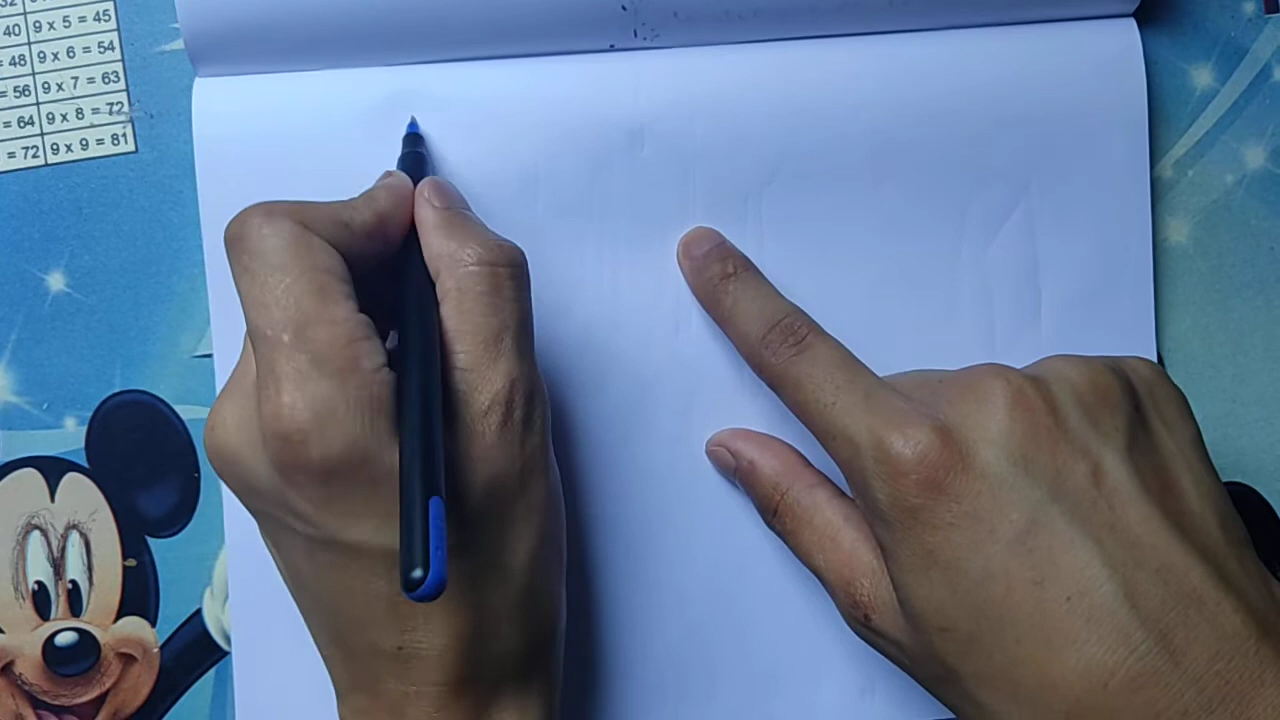 32
40 9 x 5 = 45
= 48 9 x 6 = 54
= 56 9 x 7 = 63
= 64 9 x 8 = 72
= 72 9 x 9 = 81